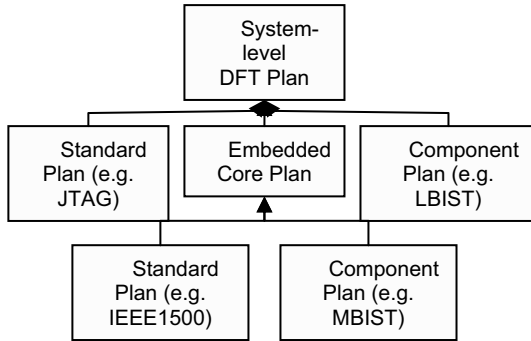 System-
level
DFT Plan
Standard
Plan (e.g.
JTAG)
Embedded
Core Plan
Component
Plan (e.g.
LBIST)
Standard
Plan (e.g.
IEEE1500)
Component
Plan (e.g.
MBIST)